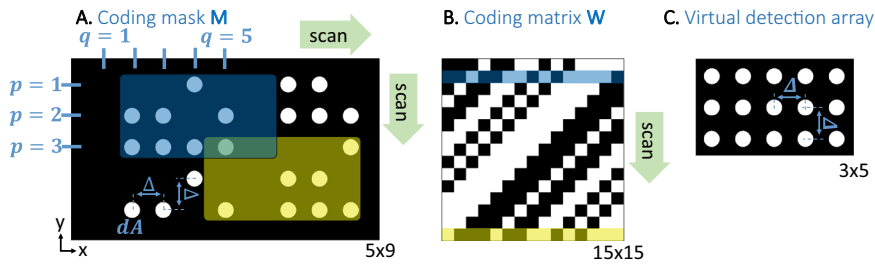 A. Coding mask M
B. Coding matrix W
C. Virtual detection array
q = 1
q = 5
scan
p = 1
p = 2
p = 3
scan
scan
Δ
Δ
Δ
Δ
dA
y
x
5x9
15x15
3x5